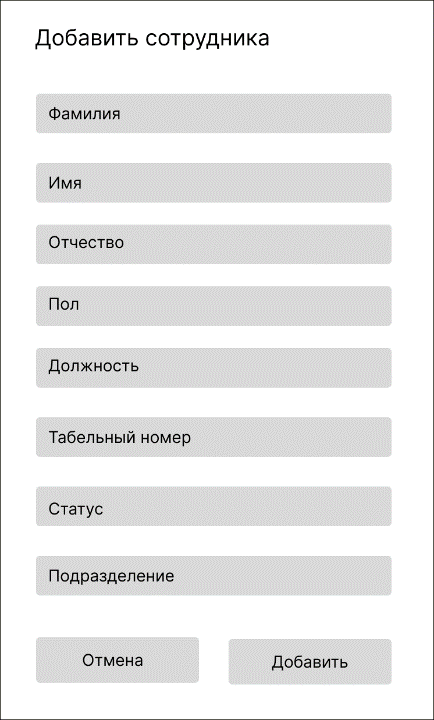 Добавить сотрудника
Фамилия
Имя
Отчество
Пол
Должность
Табельный номер
Статус
Подразделение
Отмена
Добавить